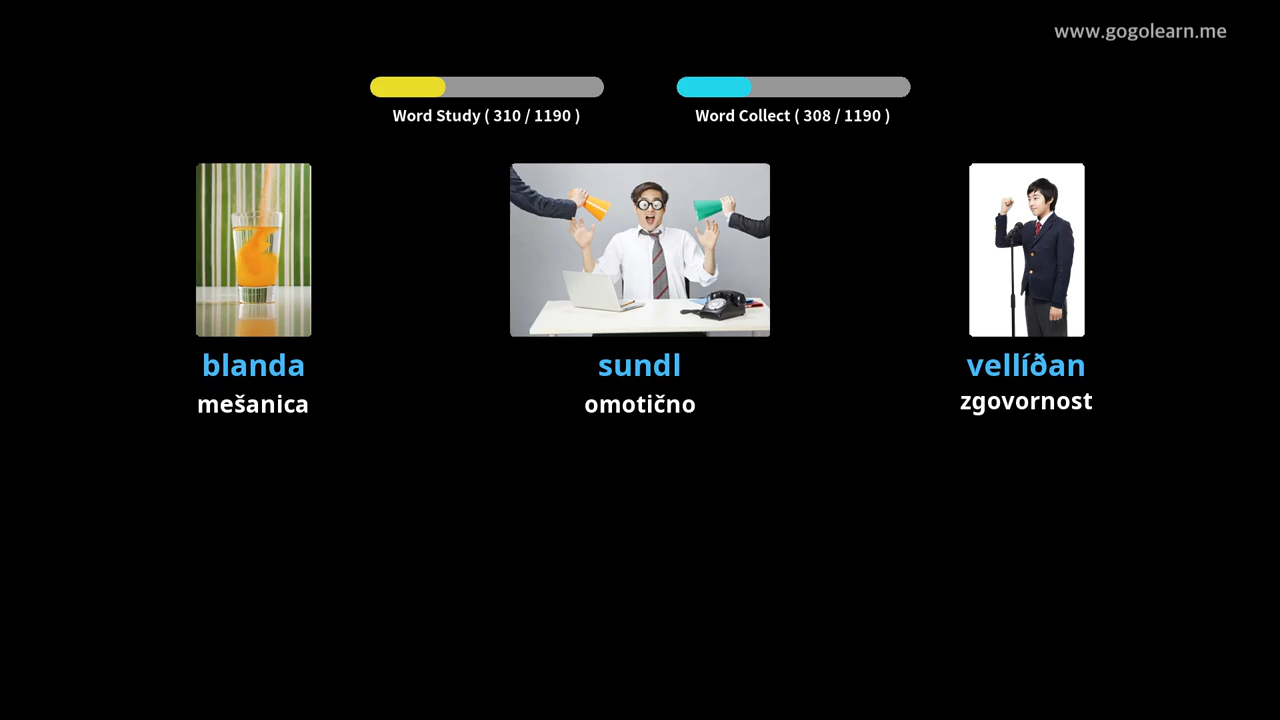 www.gogolearn.me
Word Study ( 310 / 1190 )
Word Collect ( 308 / 1190 )
blanda
sundl
vellíðan
mešanica
omotično
zgovornost